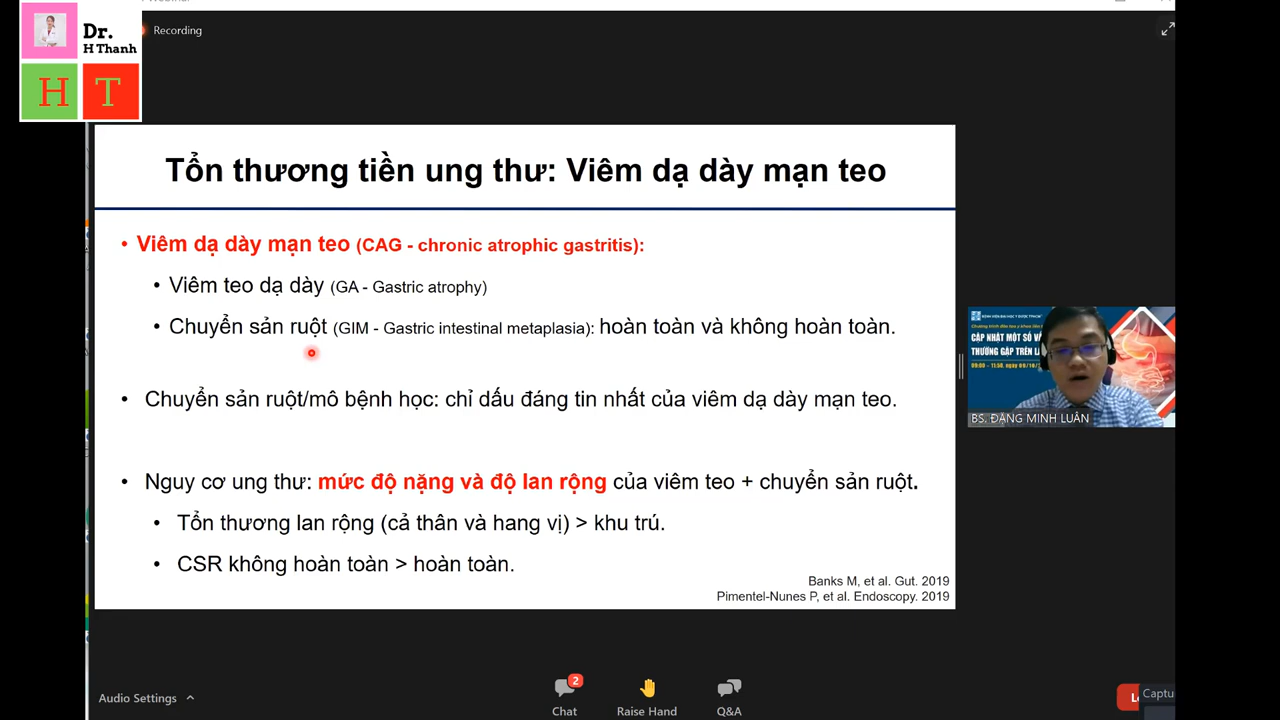 Dr.
H Thanh
H T
Recording
Tổn thương tiền ung thư: Viêm dạ dày mạn teo
• Viêm dạ dày mạn teo (CAG - chronic atrophic gastritis):
• Viêm teo dạ dày (GA - Gastric atrophy)
• Chuyển sản ruột (GIM - Gastric intestinal metaplasia): hoàn toàn và không hoàn toàn.
• Chuyển sản ruột/mô bệnh học: chỉ dấu đáng tin nhất của viêm dạ dày mạn teo.
• Nguy cơ ung thư: mức độ nặng và độ lan rộng của viêm teo + chuyển sản ruột.
• Tổn thương lan rộng (cả thân và hang vị) > khu trú.
• CSR không hoàn toàn > hoàn toàn.
Banks M, et al. Gut. 2019
Pimentel-Nunes P, et al. Endoscopy. 2019
CẬP NHẬT MỘT SỐ
THƯỜNG GẶP TRÊN
BS. ĐẶNG MINH LUÂN
Audio Settings
2
Chat
Raise Hand
Q&A
Captu